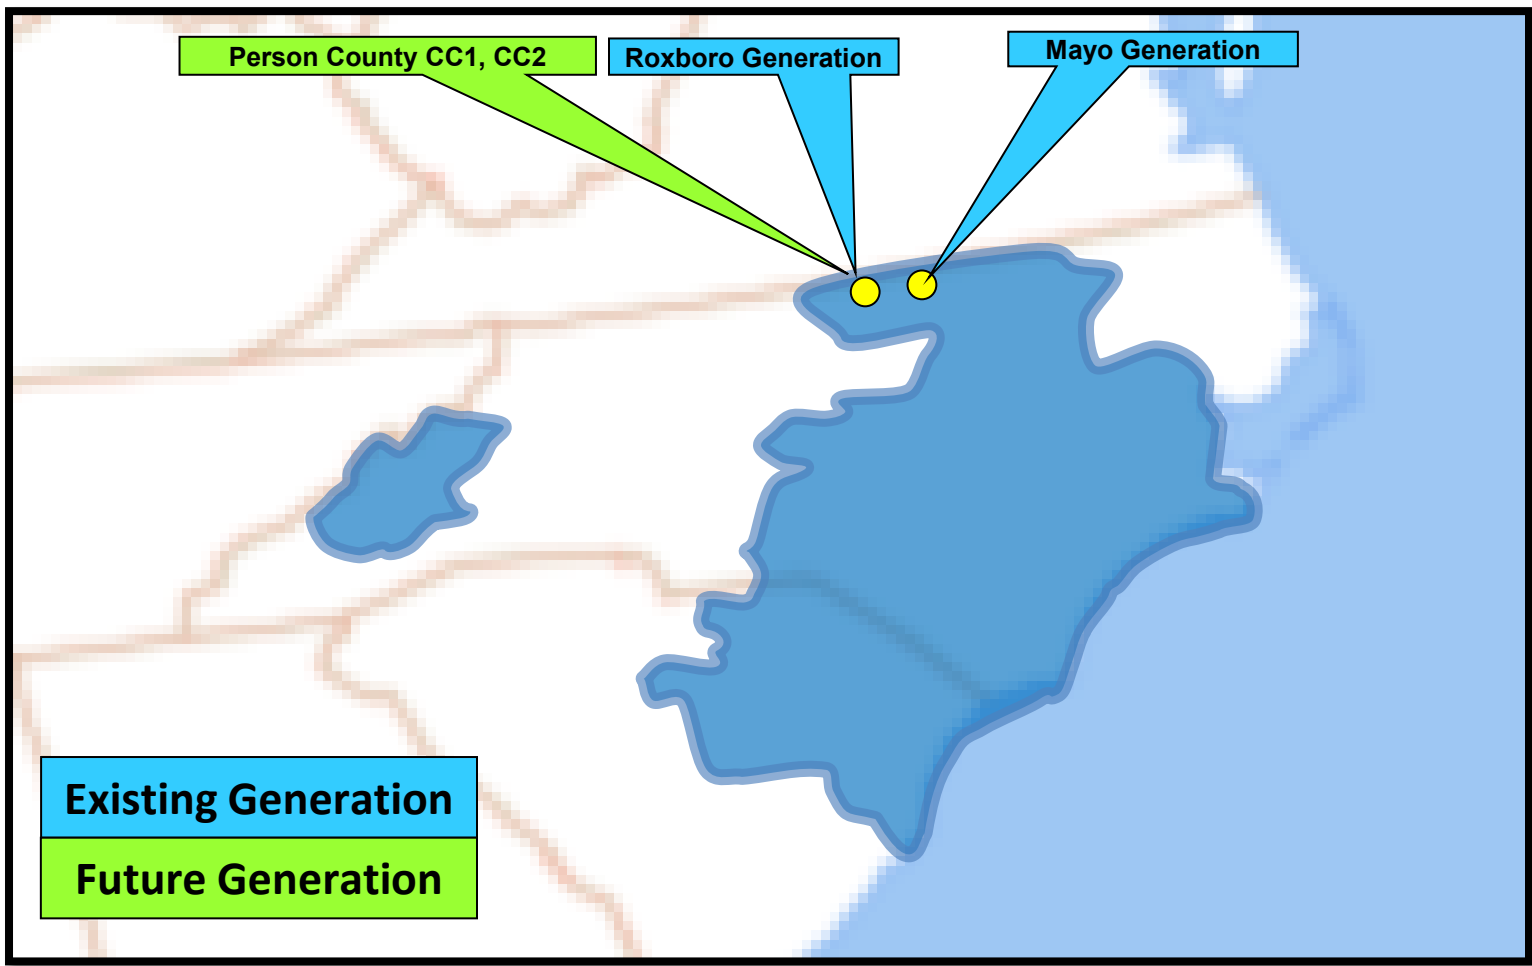 Person County CC1, CC2
Roxboro Generation
Mayo Generation
Existing Generation
Future Generation